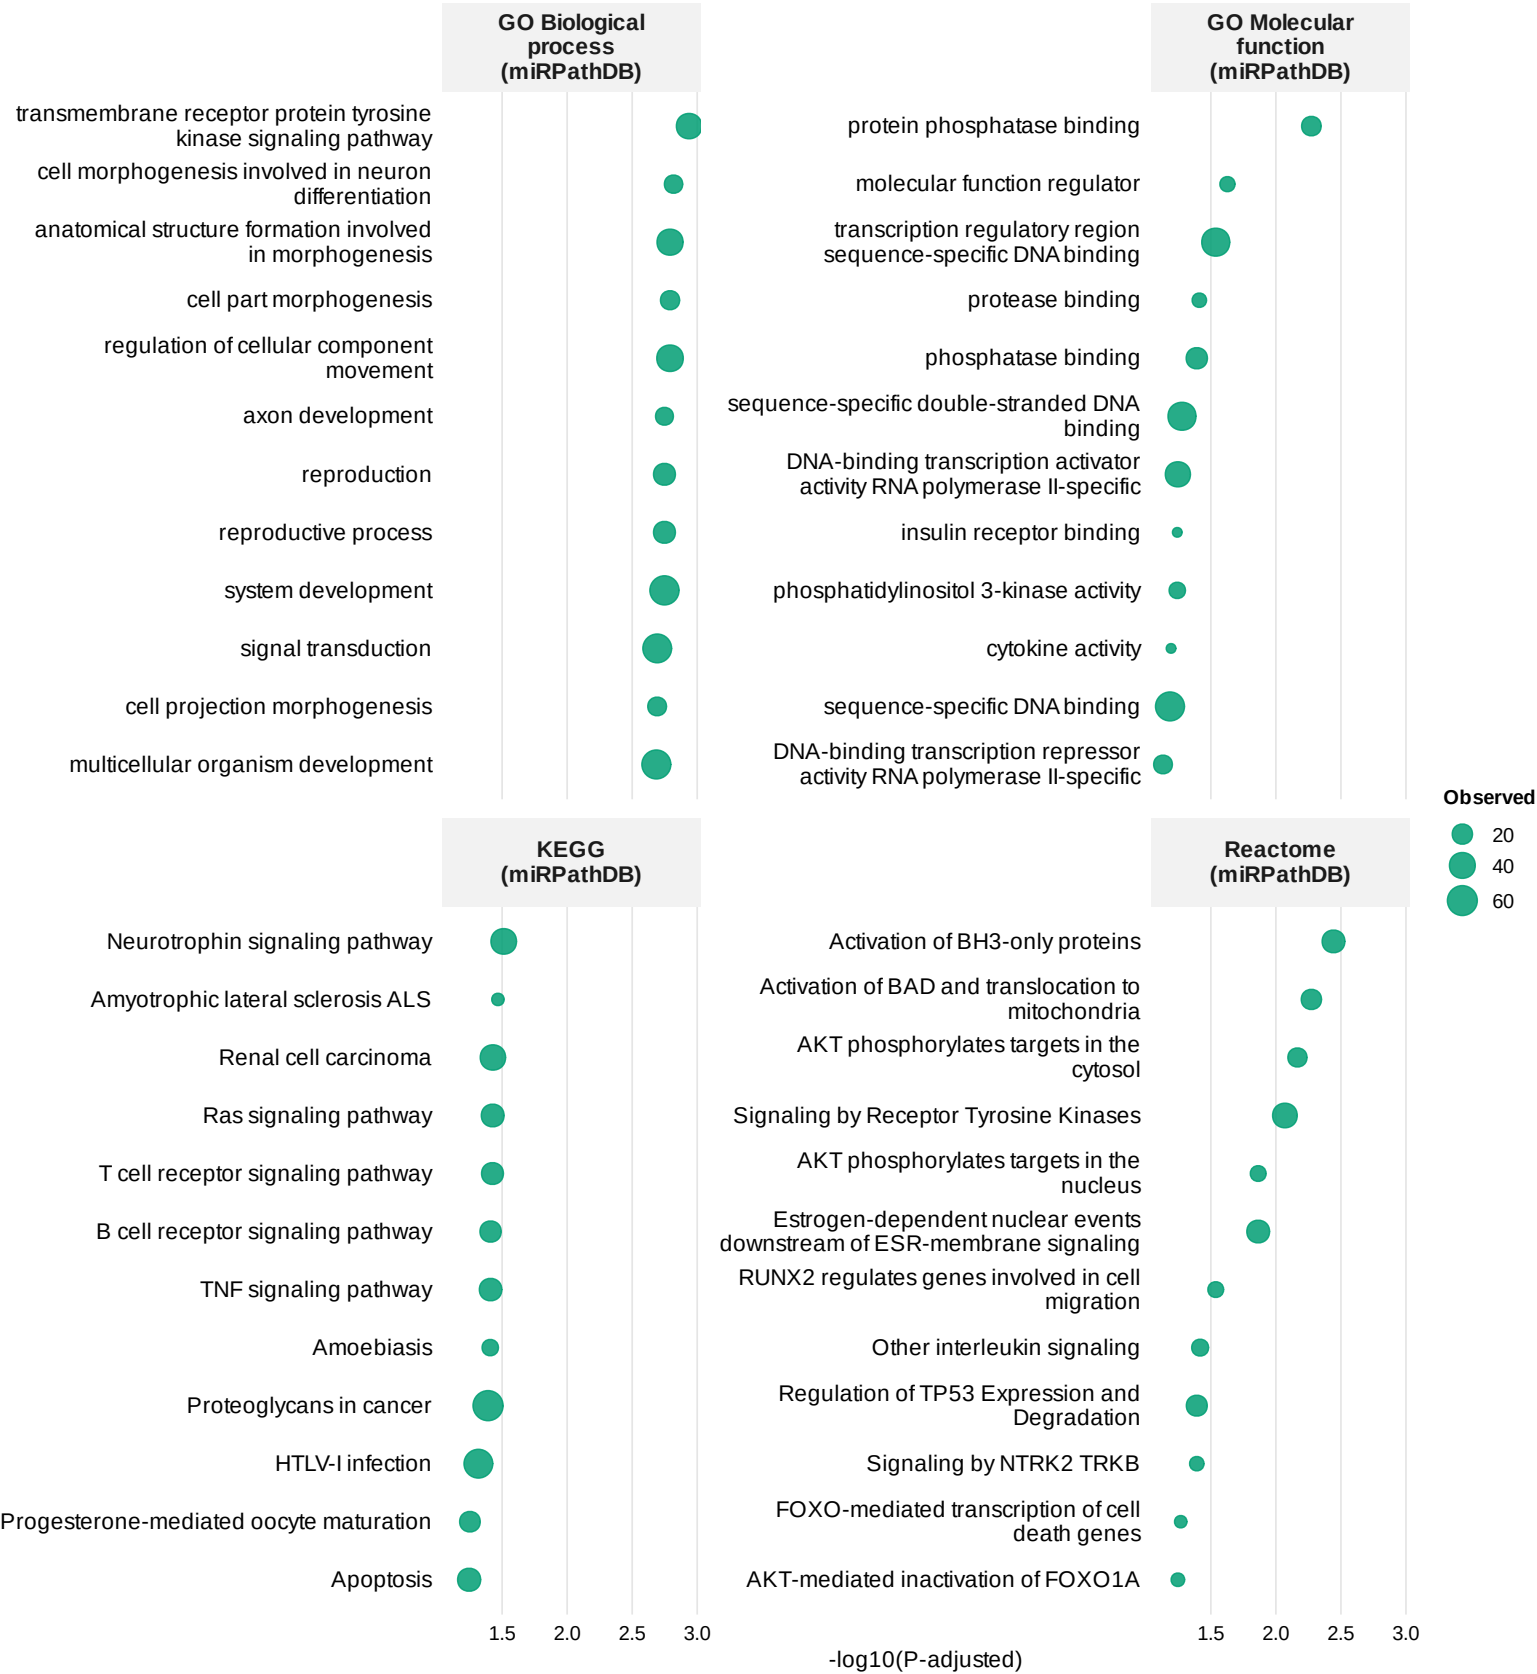 GO Biological
process
(miRPathDB)
transmembrane receptor protein tyrosine
kinase signaling pathway
cell morphogenesis involved in neuron
differentiation
anatomical structure formation involved
in morphogenesis
cell part morphogenesis
regulation of cellular component
movement
axon development
reproduction
reproductive process
system development
signal transduction
cell projection morphogenesis
multicellular organism development
GO Molecular
function
(miRPathDB)
protein phosphatase binding
molecular function regulator
transcription regulatory region
sequence-specific DNA binding
protease binding
phosphatase binding
sequence-specific double-stranded DNA
binding
DNA-binding transcription activator
activity RNA polymerase II-specific
insulin receptor binding
phosphatidylinositol 3-kinase activity
cytokine activity
sequence-specific DNA binding
DNA-binding transcription repressor
activity RNA polymerase II-specific
KEGG
(miRPathDB)
Neurotrophin signaling pathway
Amyotrophic lateral sclerosis ALS
Renal cell carcinoma
Ras signaling pathway
T cell receptor signaling pathway
B cell receptor signaling pathway
TNF signaling pathway
Amoebiasis
Proteoglycans in cancer
HTLV-I infection
Progesterone-mediated oocyte maturation
Apoptosis
1.5 2.0 2.5 3.0
Reactome
(miRPathDB)
Activation of BH3-only proteins
Activation of BAD and translocation to
mitochondria
AKT phosphorylates targets in the
cytosol
Signaling by Receptor Tyrosine Kinases
AKT phosphorylates targets in the
nucleus
Estrogen-dependent nuclear events
downstream of ESR-membrane signaling
RUNX2 regulates genes involved in cell
migration
Other interleukin signaling
Regulation of TP53 Expression and
Degradation
Signaling by NTRK2 TRKB
FOXO-mediated transcription of cell
death genes
AKT-mediated inactivation of FOXO1A
1.5 2.0 2.5 3.0
-log10(P-adjusted)
Observed
20
40
60